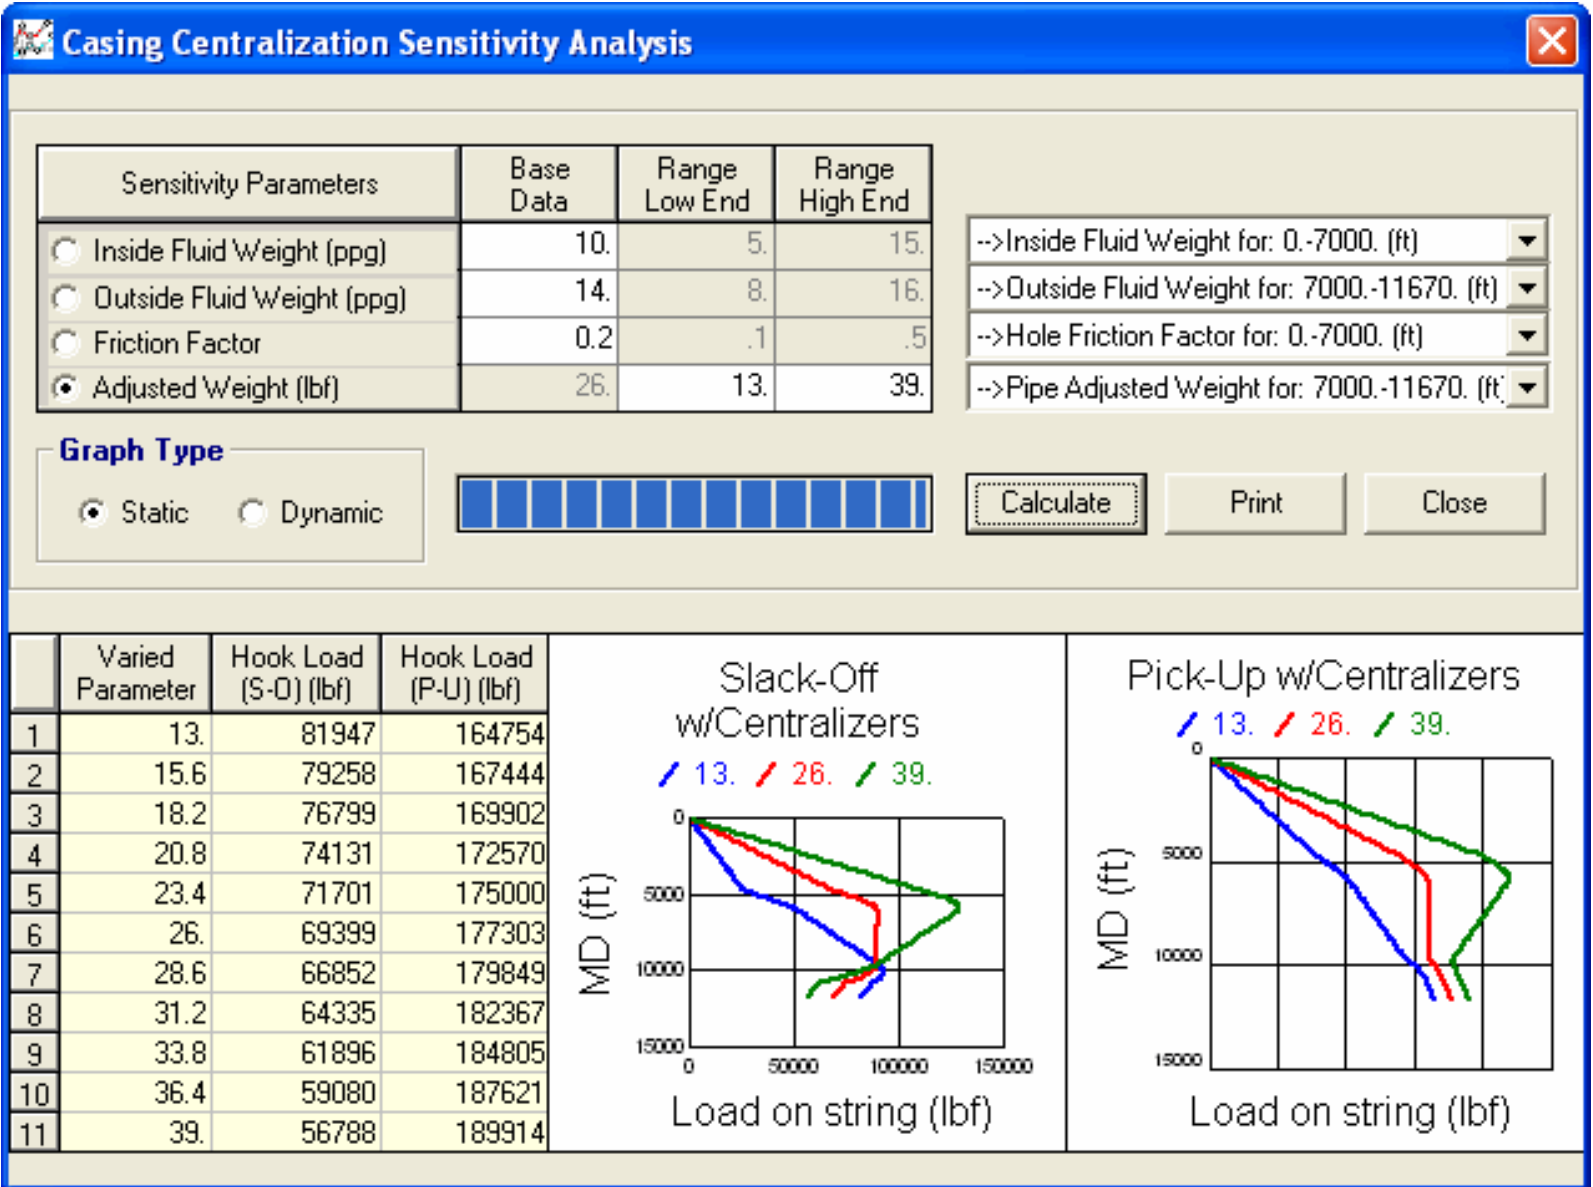 Casing Centralization Sensitivity Analysis
Sensitivity Parameters
Base Data
Range Low End
Range High End
Inside Fluid Weight (ppg) 10. 5. 15.
-->Inside Fluid Weight for: 0.-7000. (ft)
Outside Fluid Weight (ppg) 14. 8. 16.
-->Outside Fluid Weight for: 7000.-11670. (ft)
Friction Factor 0.2 .1 .5
-->Hole Friction Factor for: 0.-7000. (ft)
Adjusted Weight (lbf) 26. 13. 39.
-->Pipe Adjusted Weight for: 7000.-11670. (ft)
Graph Type
Static Dynamic
Calculate Print Close
Varied Parameter
Hook Load (S-O) (lbf)
Hook Load (P-U) (lbf)
1 13. 81947 164754
2 15.6 79258 167444
3 18.2 76799 169902
4 20.8 74131 172570
5 23.4 71701 175000
6 26. 69399 177303
7 28.6 66852 179849
8 31.2 64335 182367
9 33.8 61896 184805
10 36.4 59080 187621
11 39. 56788 189914
Slack-Off
w/Centralizers
13. 26. 39.
MD (ft)
0
5000
10000
15000
0 50000 100000 150000
Load on string (lbf)
Pick-Up w/Centralizers
13. 26. 39.
MD (ft)
0
5000
10000
15000
Load on string (lbf)